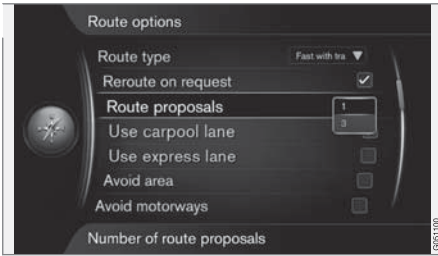 Route options
Route type Fast with tra
Reroute on request
Route proposals 1
3
Use carpool lane
Use express lane
Avoid area
Avoid motorways
Number of route proposals
G051100